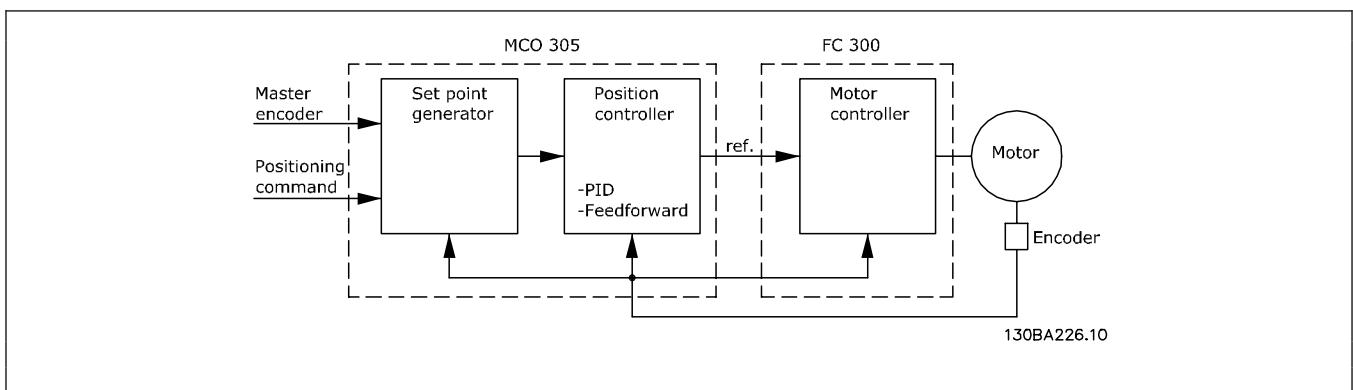 MCO 305
FC 300
Master
encoder
Set point
generator
Position
controller
Motor
controller
ref.
Motor
Positioning
command
-PID
-Feedforward
Encoder
130BA226.10